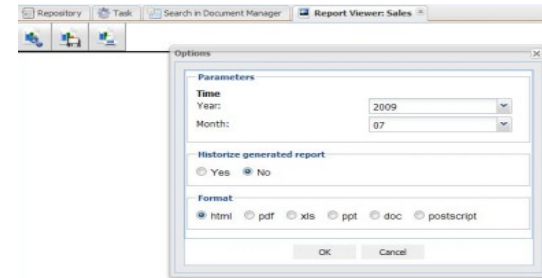 Repository Task Search in Document Manager Report Viewer: Sales
Options
Parameters
Time
Year: 2009
Month: 07
Historize generated report
Yes No
Format
html pdf xls ppt doc postscript
OK Cancel